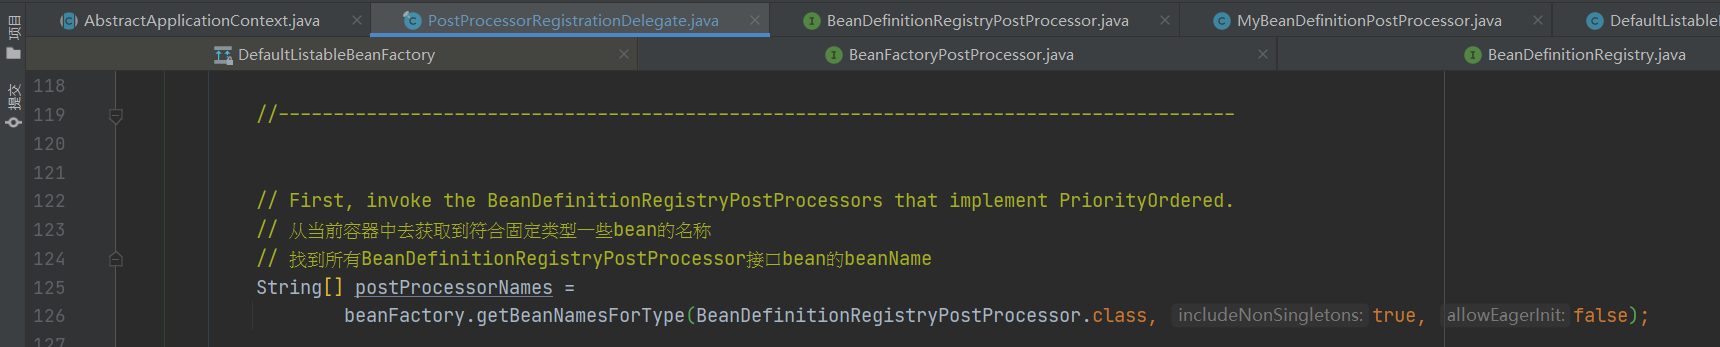 项目
提交
AbstractApplicationContext.java
PostProcessorRegistrationDelegate.java
BeanDefinitionRegistryPostProcessor.java
MyBeanDefinitionPostProcessor.java
DefaultListable
DefaultListableBeanFactory
BeanFactoryPostProcessor.java
BeanDefinitionRegistry.java
118
119 //----------------------------------------------------------------------------------------
120
121
122 // First, invoke the BeanDefinitionRegistryPostProcessors that implement PriorityOrdered.
123 // 从当前容器中去获取到符合固定类型一些bean的名称
124 // 找到所有BeanDefinitionRegistryPostProcessor接口bean的beanName
125 String[] postProcessorNames =
126 beanFactory.getBeanNamesForType(BeanDefinitionRegistryPostProcessor.class, includeNonSingletons: true, allowEagerInit: false);
127